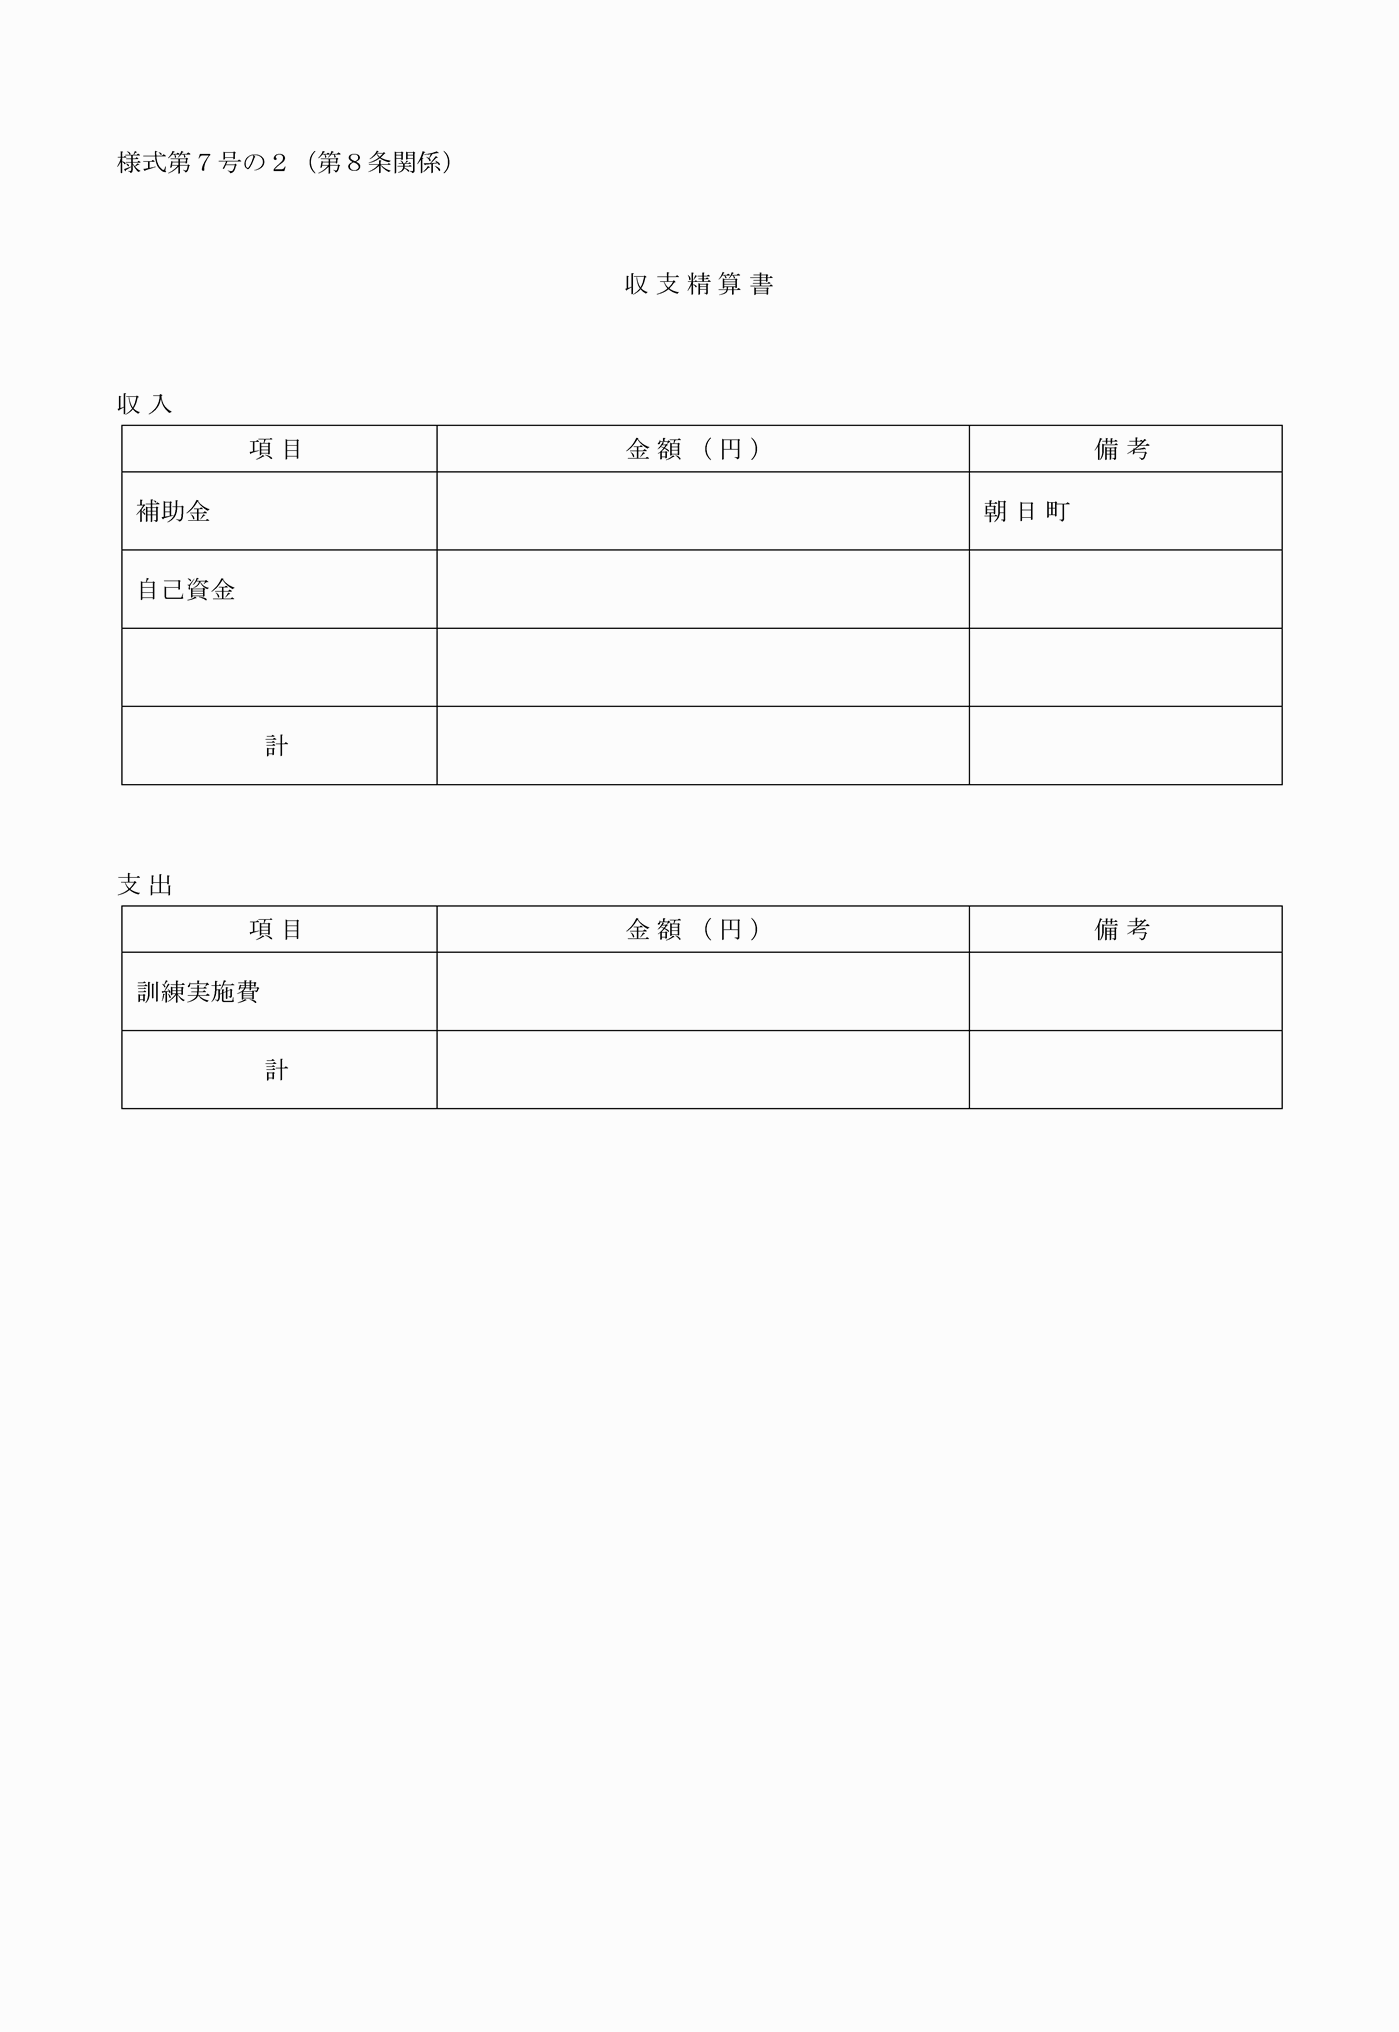 様式第７号の２（第８条関係）
収支精算書
収入
項目 金額（円） 備考
補助金 朝日町
自己資金
計
支出
項目 金額（円） 備考
訓練実施費
計